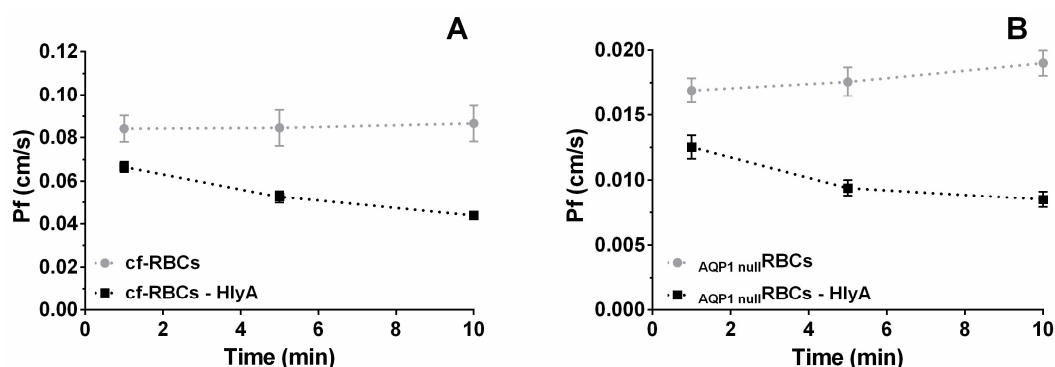 A
0.12
0.10
0.08
0.06
0.04
0.02
0.00
Pf (cm/s)
cf-RBCs
cf-RBCs - HlyA
0 2 4 6 8 10
Time (min)
B
0.020
0.015
0.010
0.005
0.000
Pf (cm/s)
AQP1 nullRBCs
AQP1 nullRBCs - HlyA
0 2 4 6 8 10
Time (min)